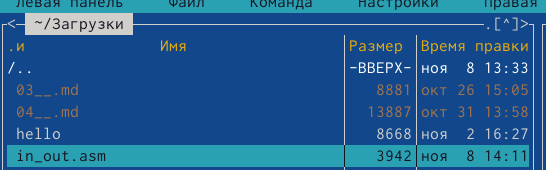 Левая панель Файл Команда Настройки Правая
<─ ~/Загрузки .[^]>
.и Имя Размер Время правки
/.. -ВВЕРХ- ноя 8 13:33
03__.md 8881 окт 26 15:05
04__.md 13887 окт 31 13:58
hello 8668 ноя 2 16:27
in_out.asm 3942 ноя 8 14:11